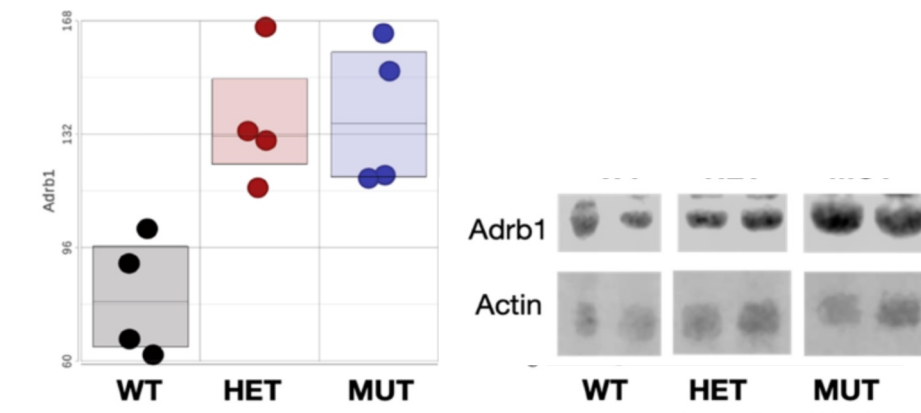 168
132
96
60
Adrb1
WT HET MUT
Adrb1
Actin
WT HET MUT